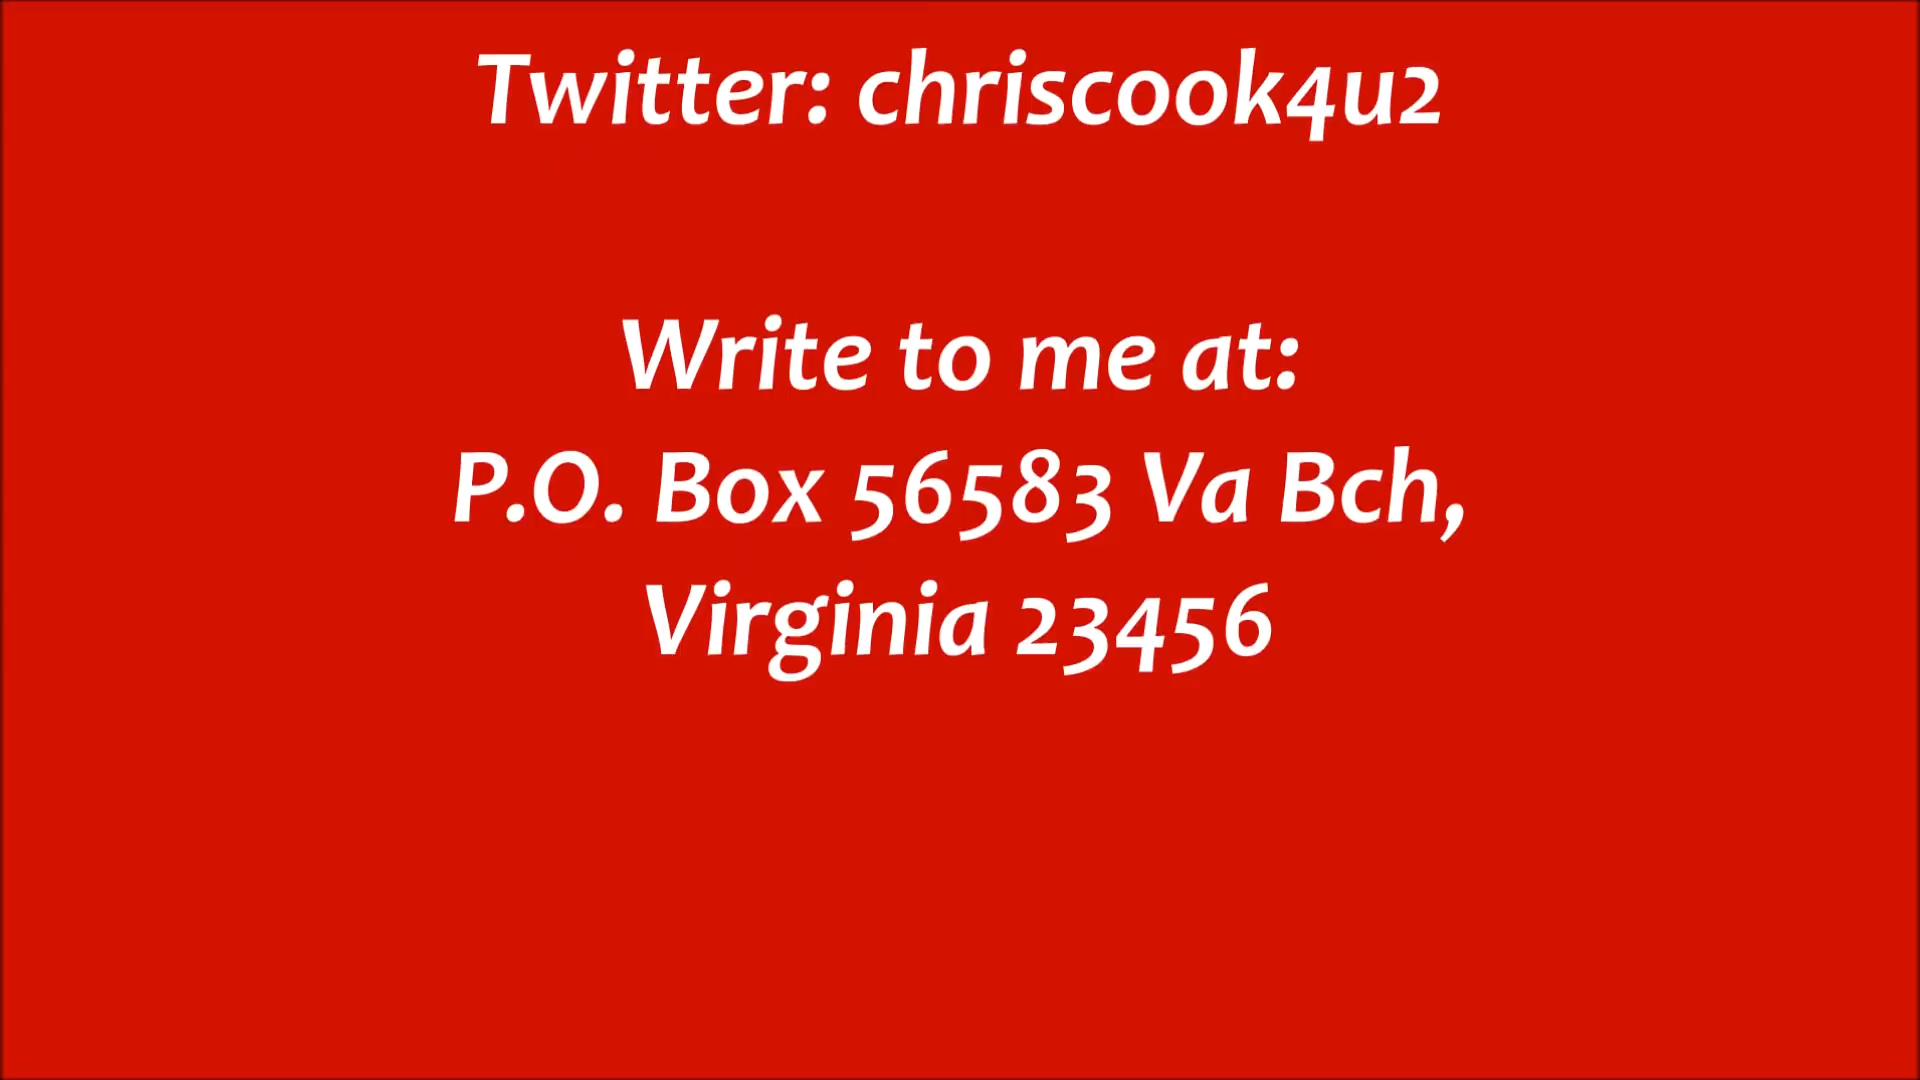 Twitter: chriscook4u2
Write to me at:
P.O. Box 56583 Va Bch,
Virginia 23456